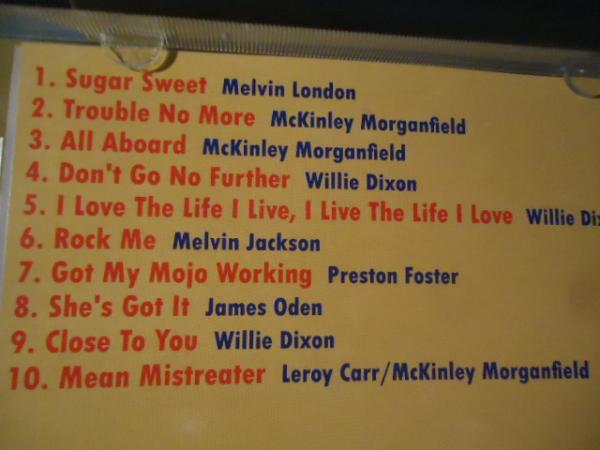 1. Sugar Sweet Melvin London
2. Trouble No More McKinley Morganfield
3. All Aboard McKinley Morganfield
4. Don't Go No Further Willie Dixon
5. I Love The Life I Live, I Live The Life I Love Willie
6. Rock Me Melvin Jackson
7. Got My Mojo Working Preston Foster
8. She's Got It James Oden
9. Close To You Willie Dixon
10. Mean Mistreater Leroy Carr/McKinley Morganfield